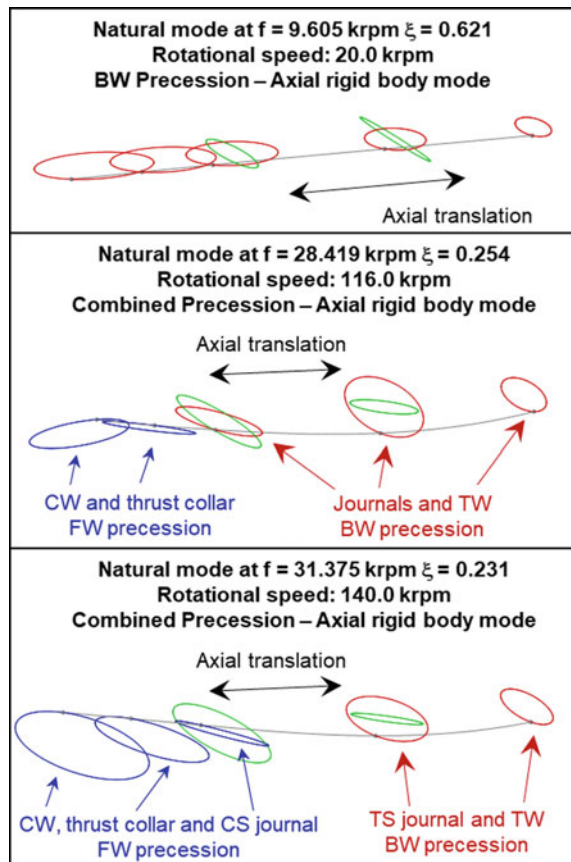 Natural mode at f = 9.605 krpm ξ = 0.621
Rotational speed: 20.0 krpm
BW Precession – Axial rigid body mode
Axial translation
Natural mode at f = 28.419 krpm ξ = 0.254
Rotational speed: 116.0 krpm
Combined Precession – Axial rigid body mode
Axial translation
CW and thrust collar
FW precession
Journals and TW
BW precession
Natural mode at f = 31.375 krpm ξ = 0.231
Rotational speed: 140.0 krpm
Combined Precession – Axial rigid body mode
Axial translation
CW, thrust collar and CS journal
FW precession
TS journal and TW
BW precession